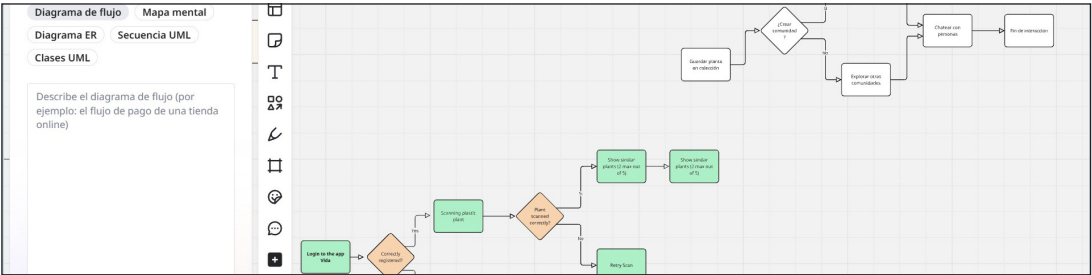 Diagrama de flujo
Mapa mental
Diagrama ER
Secuencia UML
Clases UML
Describe el diagrama de flujo (por
ejemplo: el flujo de pago de una tienda
online)
Guardar planta
en colección
¿Crear
comunidad
?
No
Explorar otras
comunidades
Chatear con
personas
Fin de interaccion
Login to the app
Vida
Correctly
registered?
Yes
Scanning plastic
plant
Plant
scanned
correctly?
No
Show similar
plants (2 max out
of 5)
Show similar
plants (2 max out
of 5)
Retry Scan